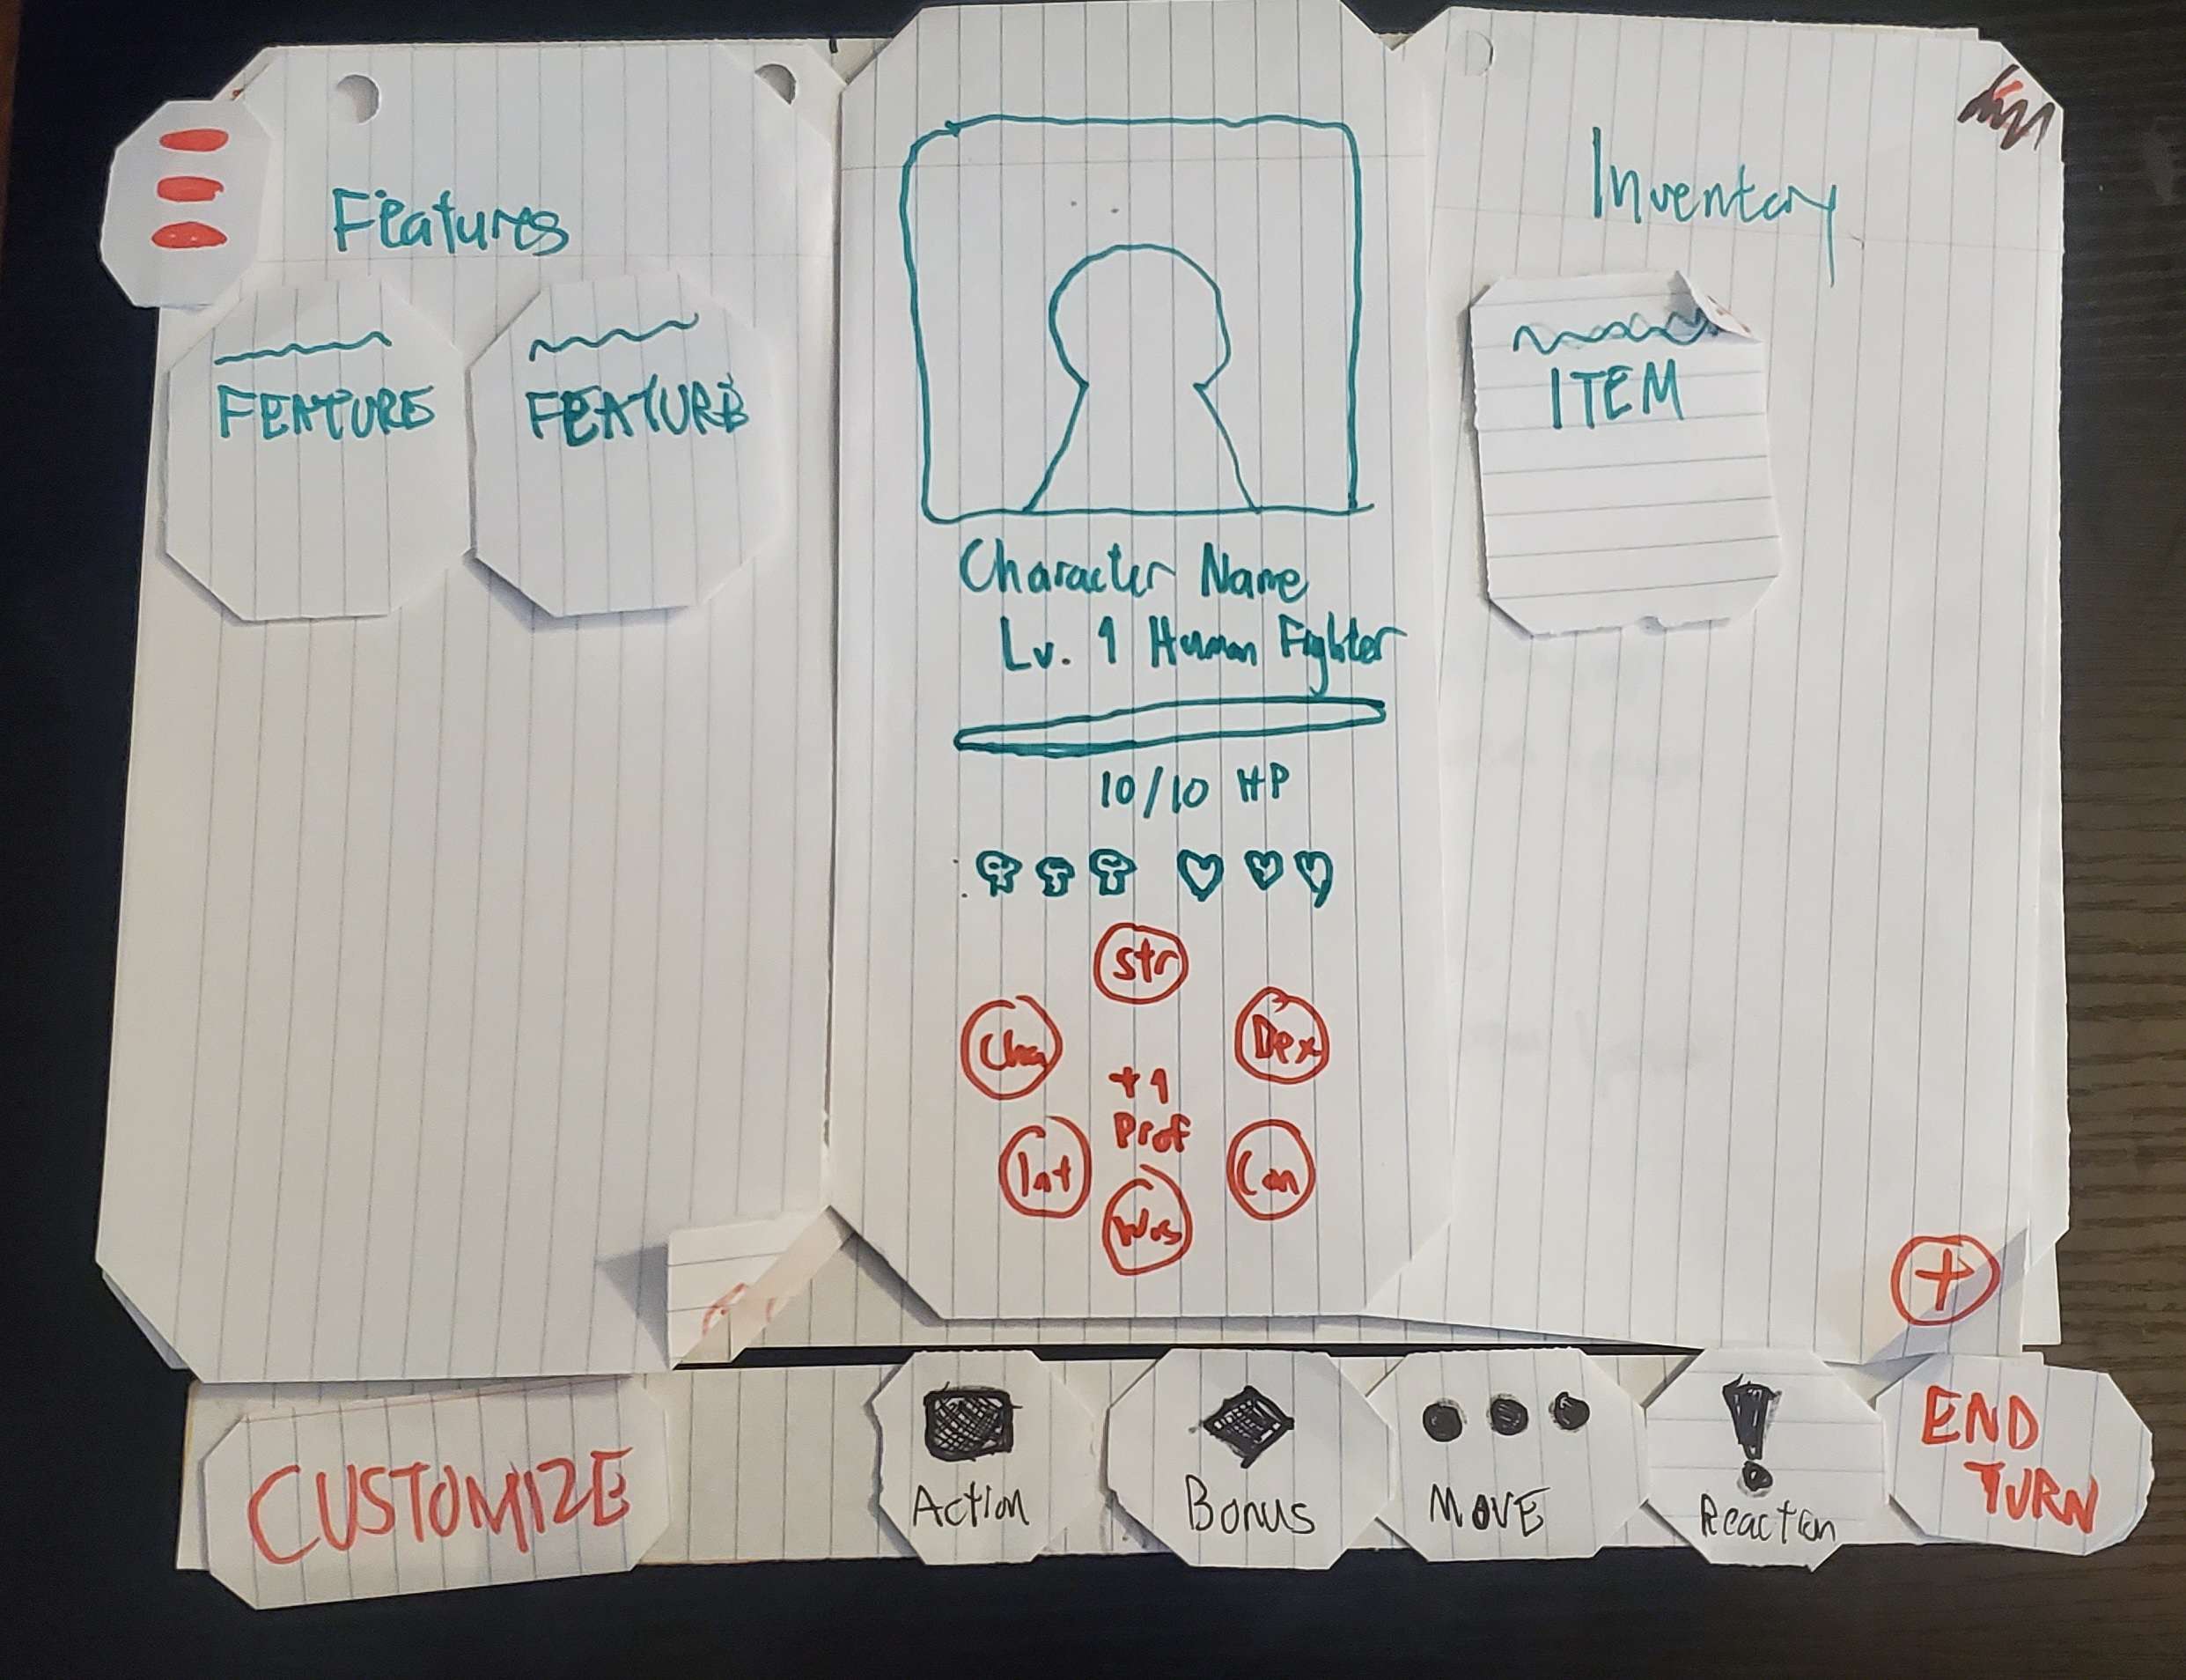 Features
FEATURE
FEATURE
Character Name
Lv. 1 Human Fighter
10/10 HP
Str
Dex
Con
Wis
Int
Cha
+1
Prof
Inventory
ITEM
+
CUSTOMIZE
Action
Bonus
MOVE
Reaction
END
TURN